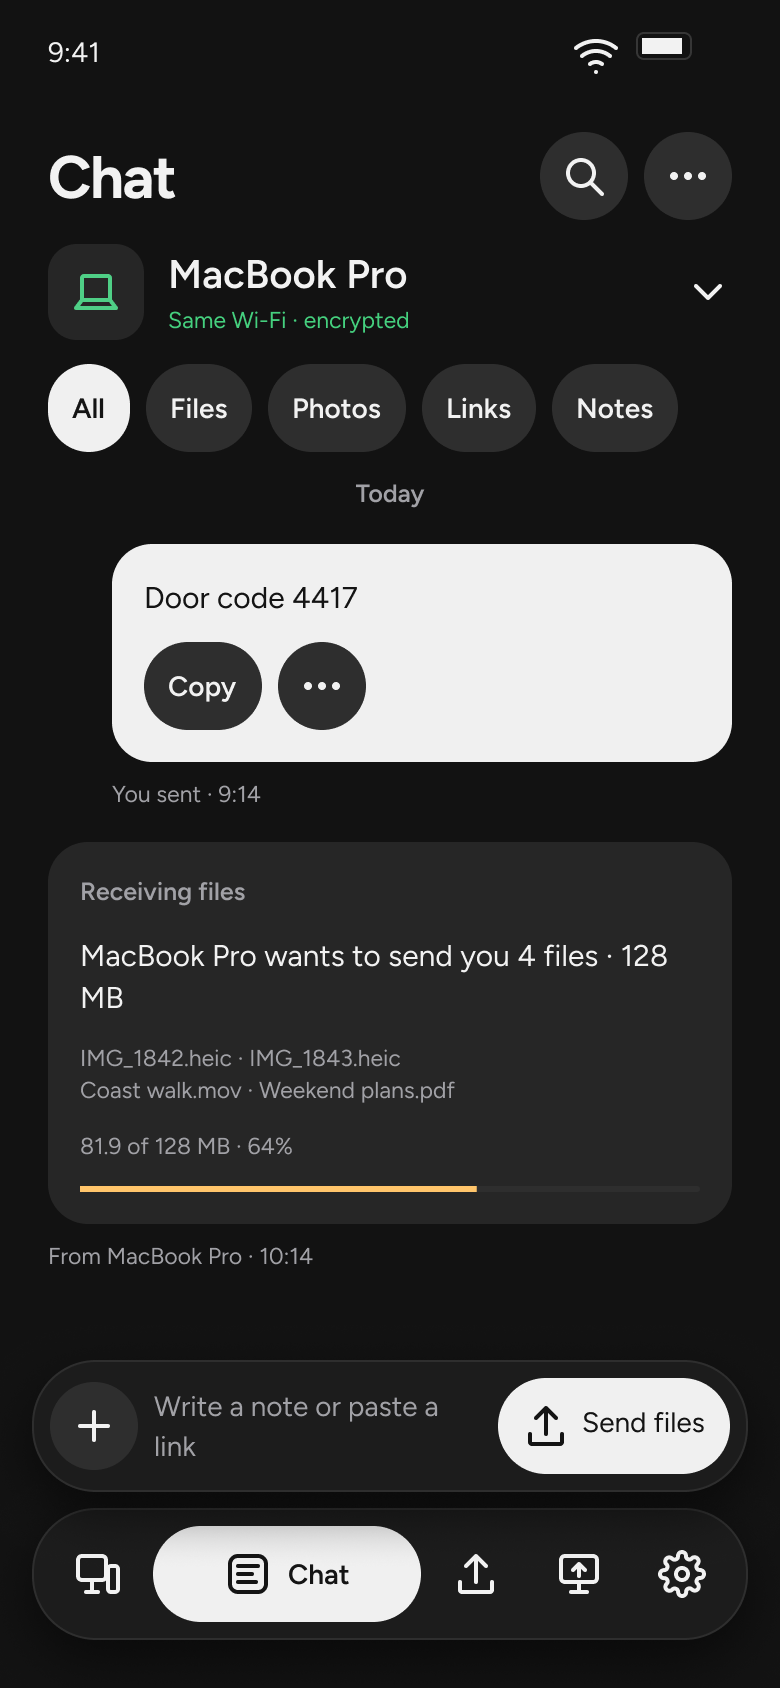 9:41
Chat
MacBook Pro
Same Wi-Fi · encrypted
All
Files
Photos
Links
Notes
Today
Door code 4417
Copy
You sent · 9:14
Receiving files
MacBook Pro wants to send you 4 files · 128
MB
IMG_1842.heic · IMG_1843.heic
Coast walk.mov · Weekend plans.pdf
81.9 of 128 MB · 64%
From MacBook Pro · 10:14
Write a note or paste a
link
Send files
Chat